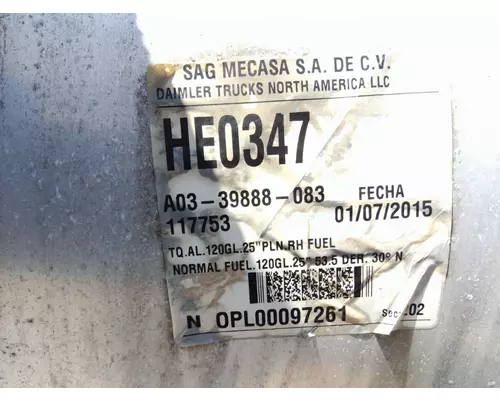 SAG MECASA S.A. DE C.V.
DAIMLER TRUCKS NORTH AMERICA LLC
HE0347
A03-39888-083 FECHA
117753 01/07/2015
TQ.AL.120GL.25"PLN.RH FUEL
NORMAL FUEL.120GL.25" 53.5 DER. 30º N
N OPL00097261